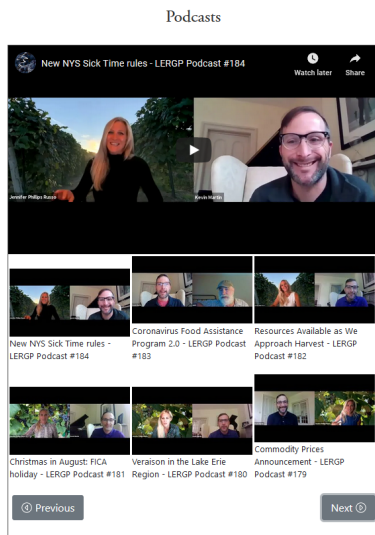 Podcasts
New NYS Sick Time rules - LERGP Podcast #184
Watch later
Share
Jennifer Phillips Russo
Kevin Martin
New NYS Sick Time rules -
LERGP Podcast #184
Coronavirus Food Assistance
Program 2.0 - LERGP Podcast
#183
Resources Available as We
Approach Harvest - LERGP
Podcast #182
Christmas in August: FICA
holiday - LERGP Podcast #181
Veraison in the Lake Erie
Region - LERGP Podcast #180
Commodity Prices
Announcement - LERGP
Podcast #179
Previous
Next